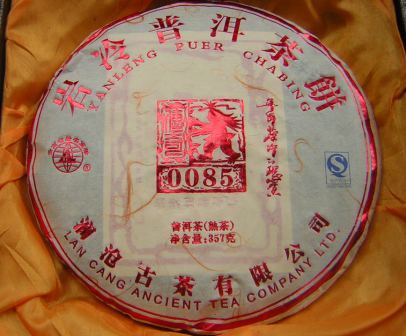 岩冷普洱茶餅
YANLENG PUER CHABING
0085
普洱茶(熟茶)
净含量:357克
澜沧古茶有限公司
LAN CANG ANCIENT TEA COMPANY LTD.